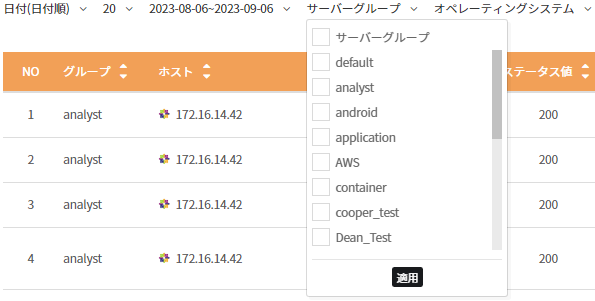 日付(日付順) 20 2023-08-06~2023-09-06 サーバーグループ オペレーティングシステム
サーバーグループ
default
analyst
android
application
AWS
container
cooper_test
Dean_Test
適用
NO グループ ホスト ステータス値
1 analyst 172.16.14.42 200
2 analyst 172.16.14.42 200
3 analyst 172.16.14.42 200
4 analyst 172.16.14.42 200